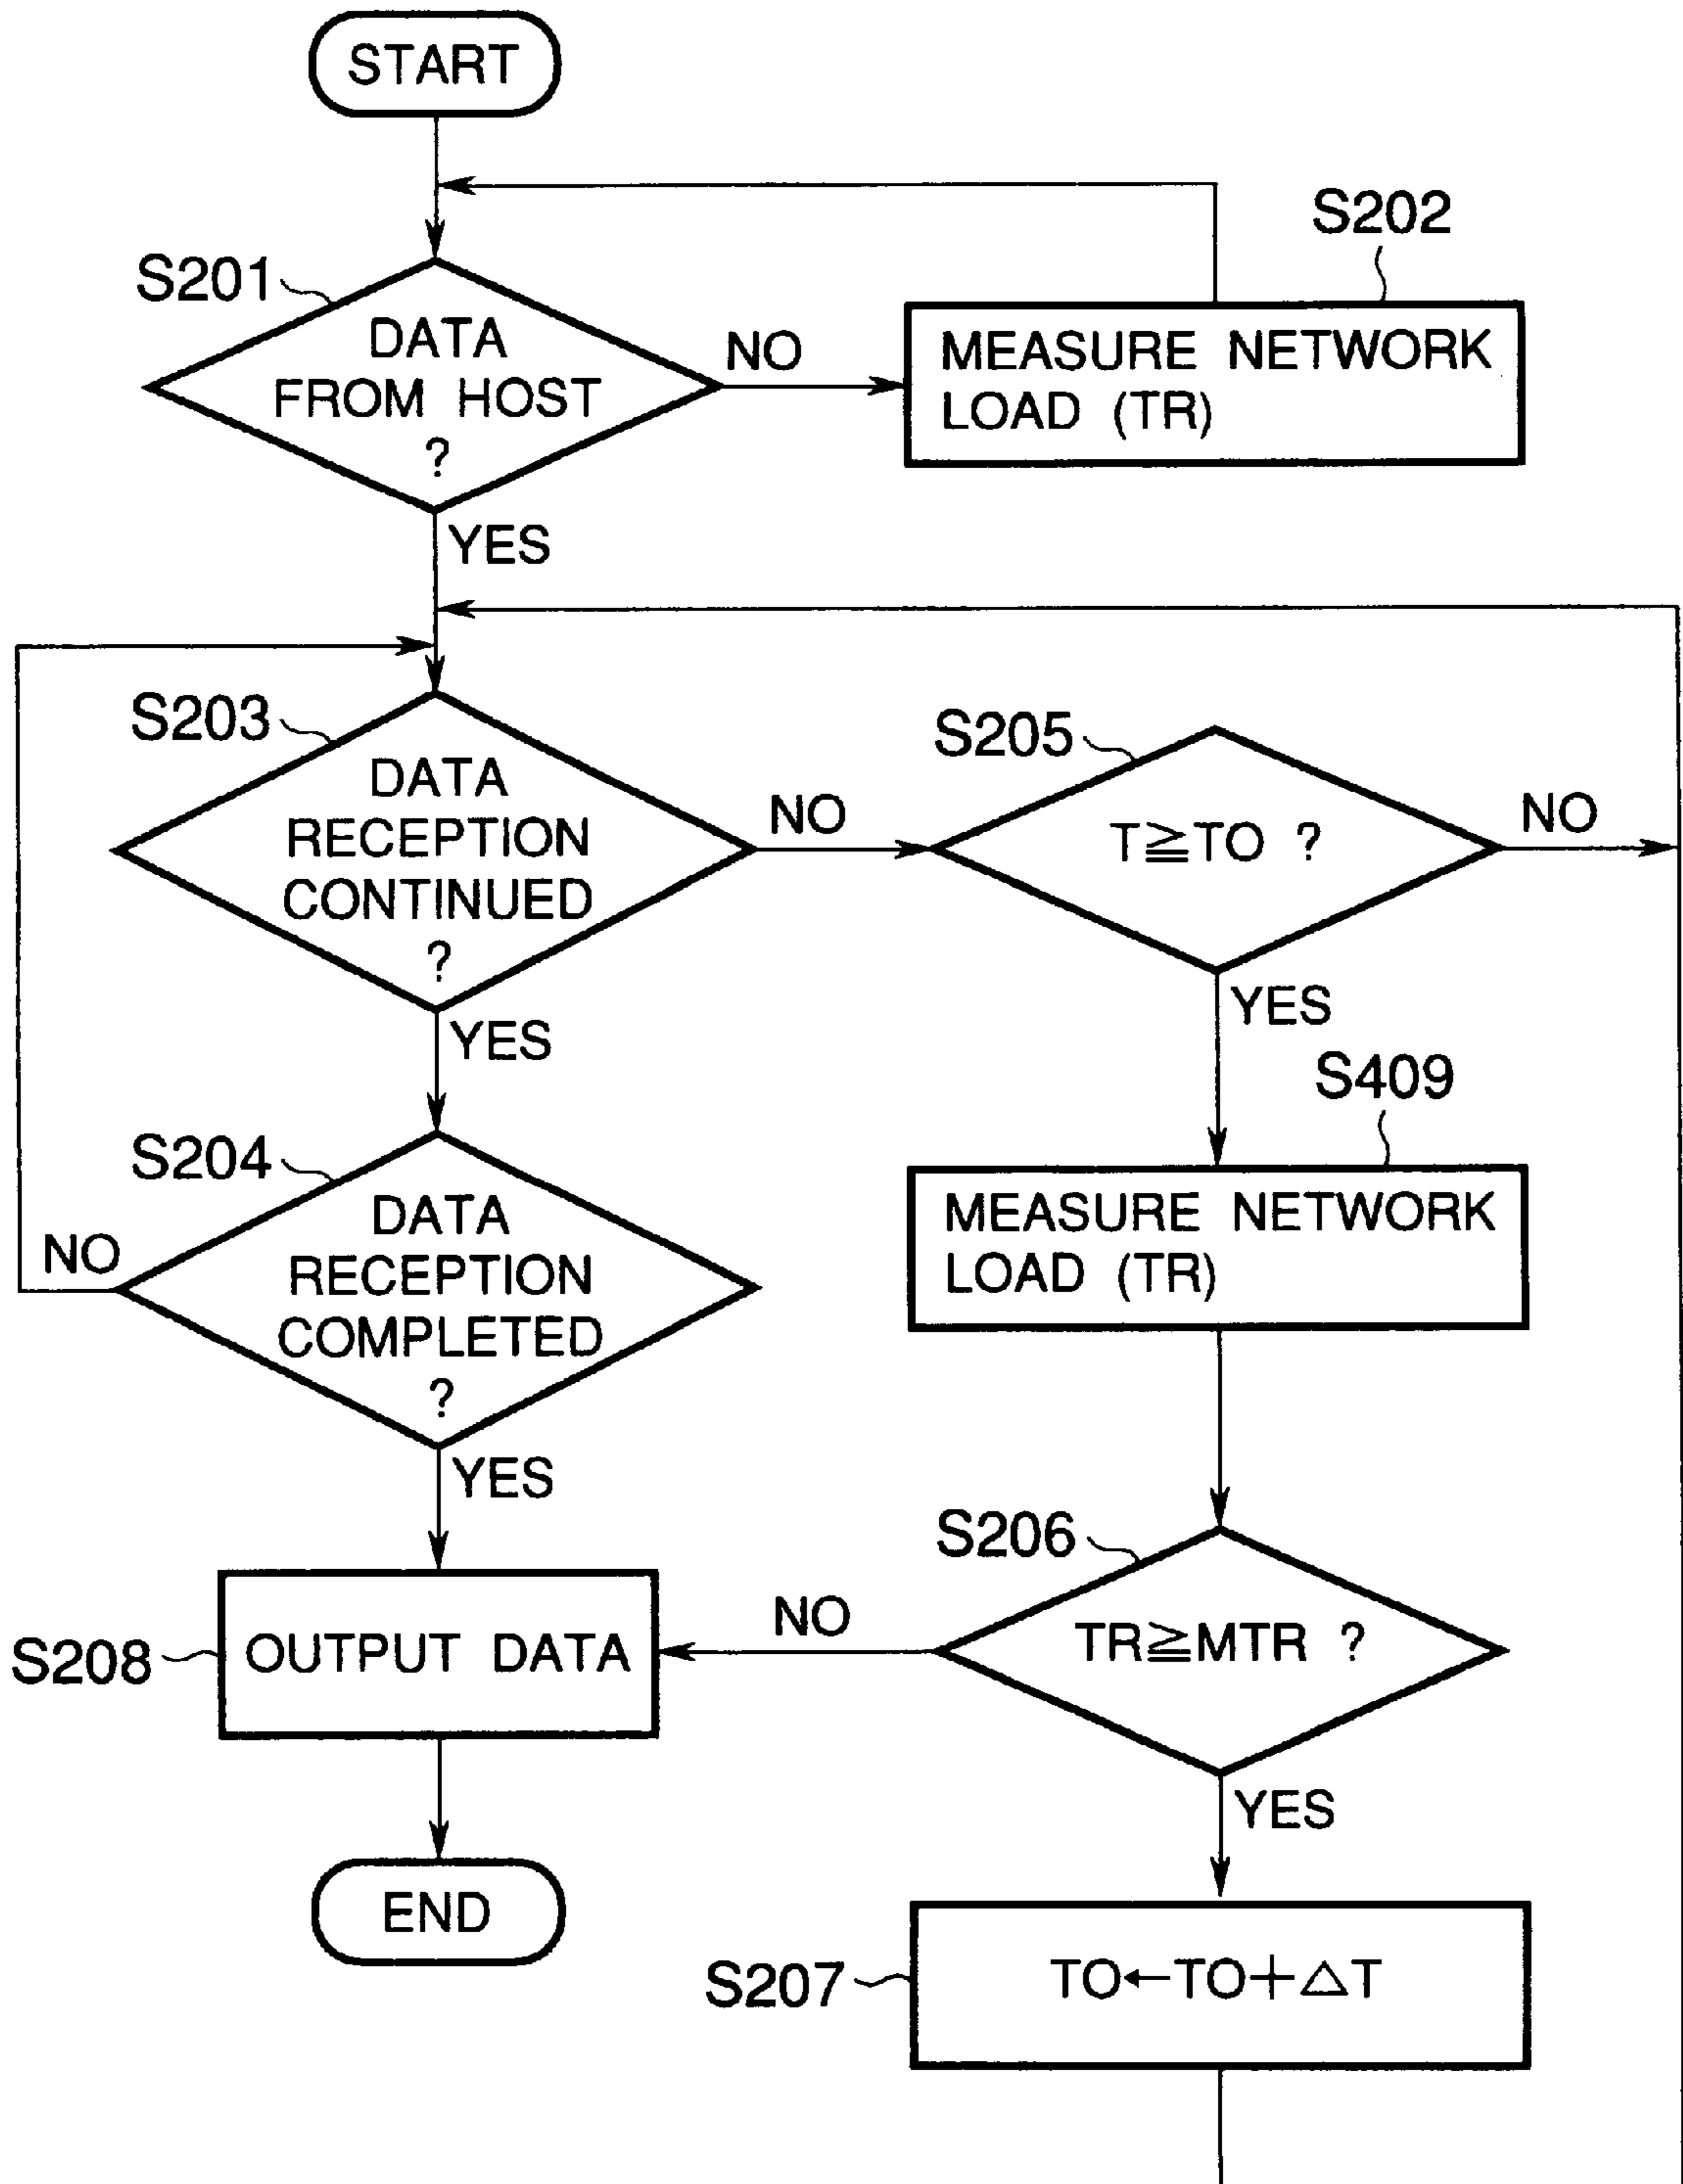 START
S202
S201
DATA
FROM HOST
?
NO
MEASURE NETWORK
LOAD (TR)
YES
S203
DATA
RECEPTION
CONTINUED
?
NO
S205
T≧TO ?
NO
YES
YES
S409
S204
DATA
RECEPTION
COMPLETED
?
NO
MEASURE NETWORK
LOAD (TR)
YES
S206
TR≧MTR ?
NO
S208
OUTPUT DATA
YES
END
S207
TO←TO+△T